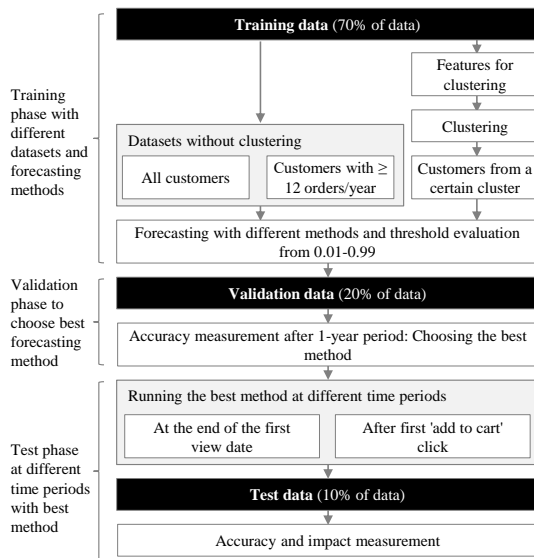 Training data (70% of data)
Training
phase with
different
datasets and
forecasting
methods
Features for
clustering
Clustering
Datasets without clustering
All customers
Customers with ≥
12 orders/year
Customers from a
certain cluster
Forecasting with different methods and threshold evaluation
from 0.01-0.99
Validation
phase to
choose best
forecasting
method
Validation data (20% of data)
Accuracy measurement after 1-year period: Choosing the best
method
Test phase
at different
time periods
with best
method
Running the best method at different time periods
At the end of the first
view date
After first 'add to cart'
click
Test data (10% of data)
Accuracy and impact measurement